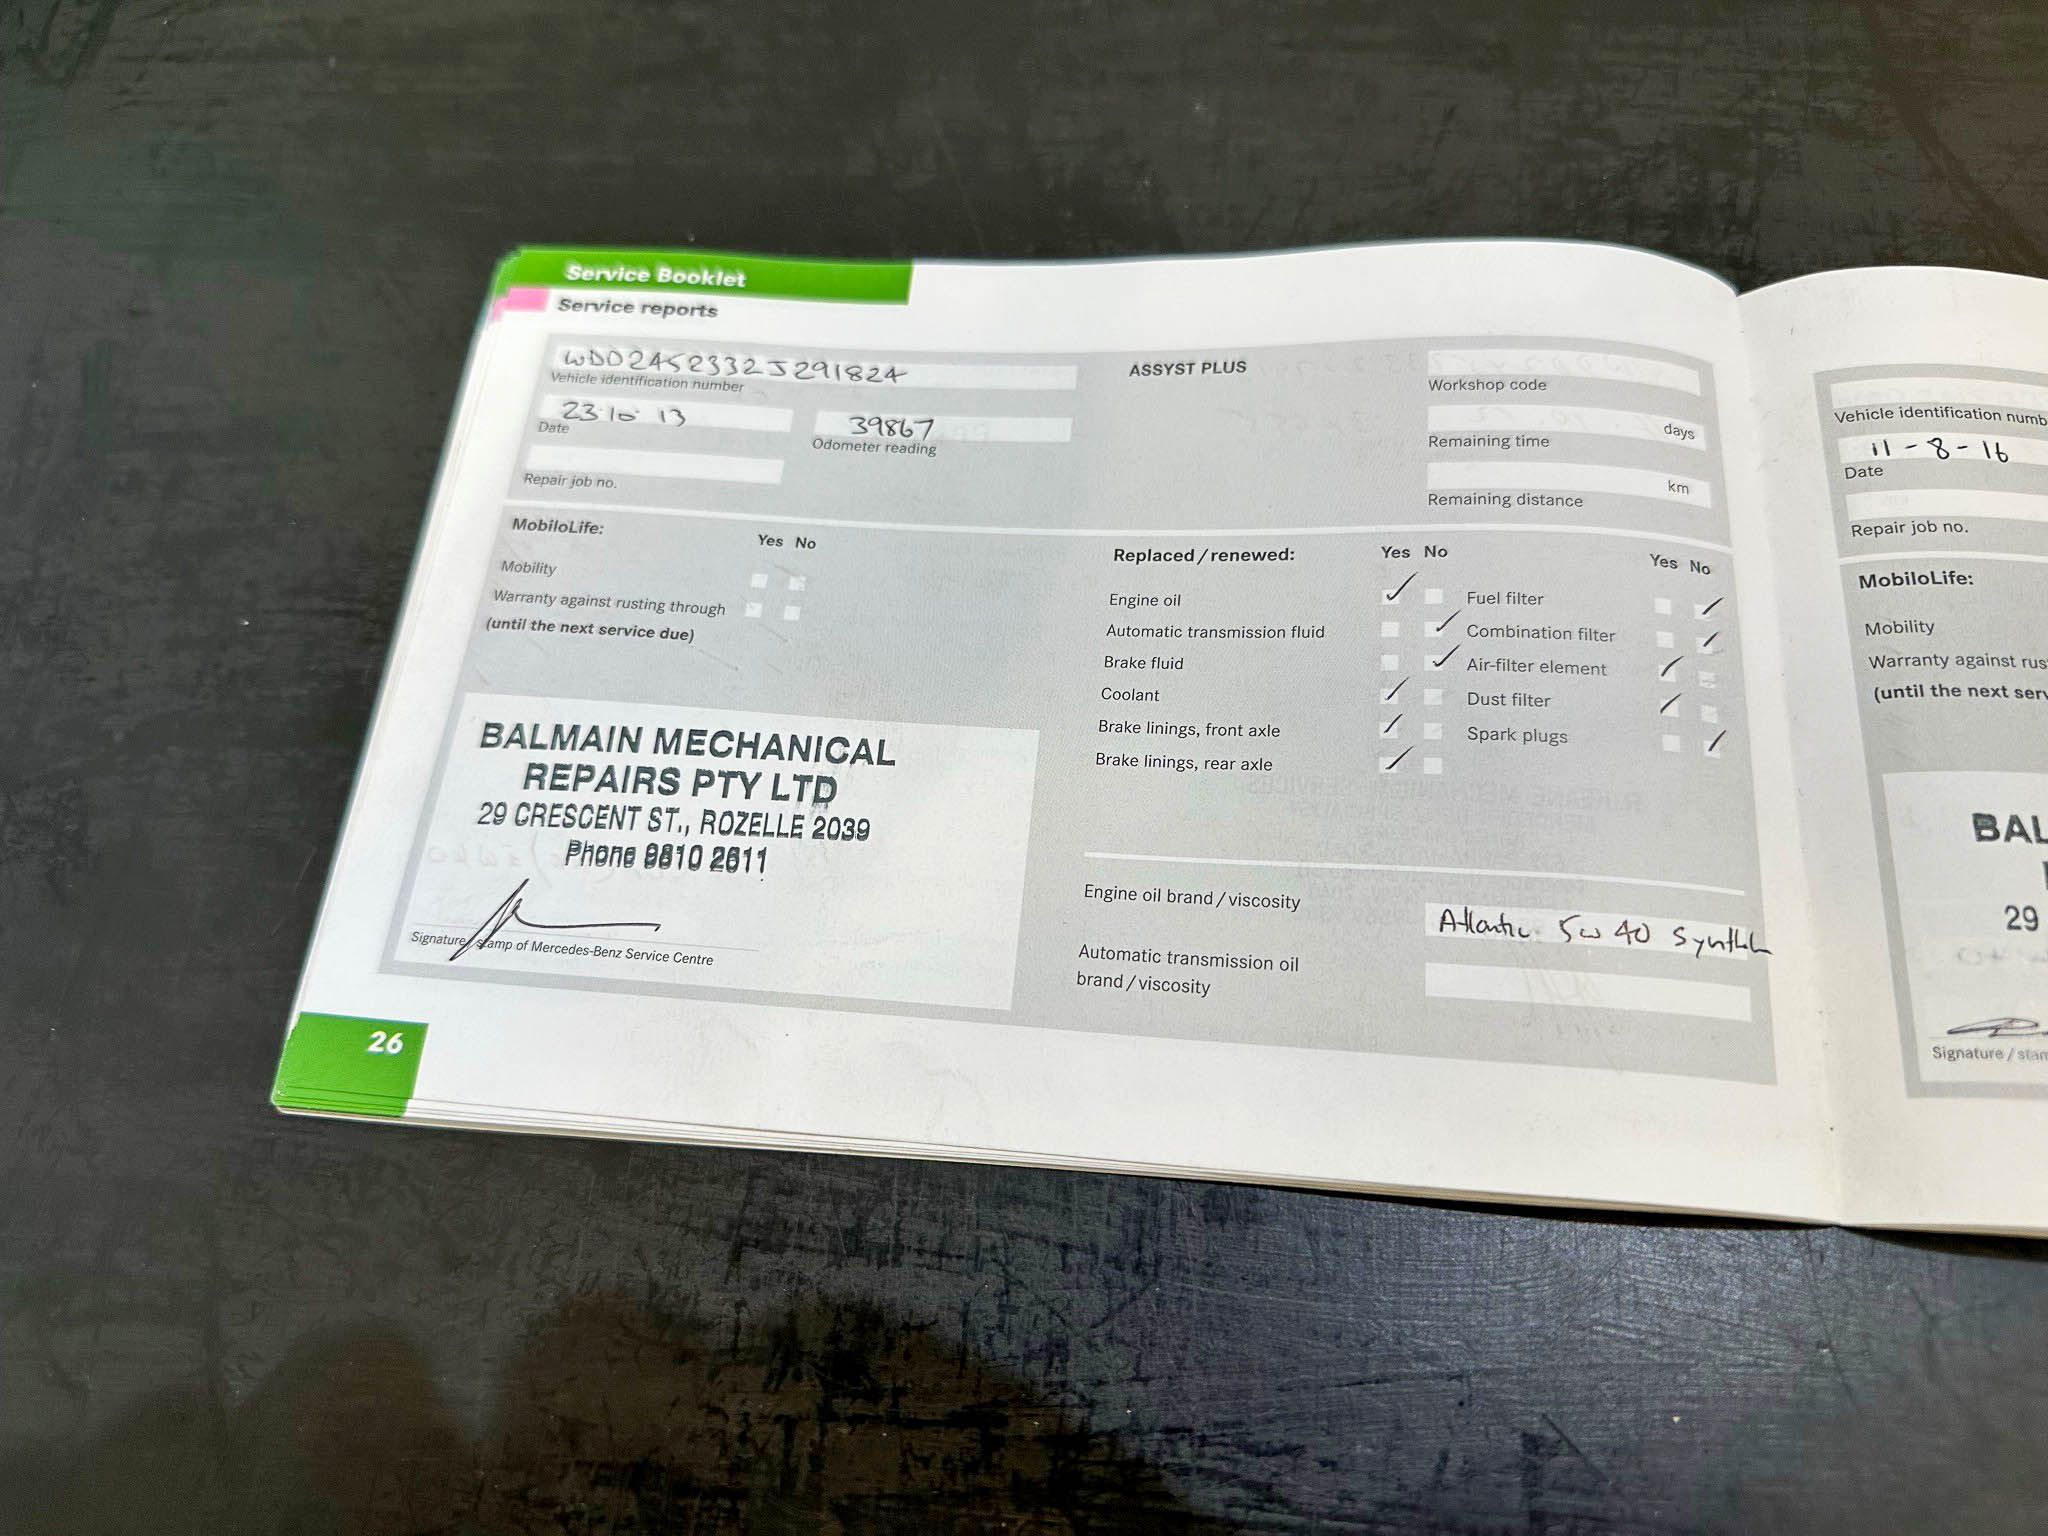 Service Booklet
Service reports
WDD2452332J291824
Vehicle identification number
23.10.13
Date
39867
Odometer reading
Repair job no.
ASSYST PLUS
Workshop code
days
Remaining time
km
Remaining distance
MobiloLife:
Yes No
Mobility
Warranty against rusting through
(until the next service due)
Replaced / renewed:
Yes No
Engine oil
Automatic transmission fluid
Brake fluid
Coolant
Brake linings, front axle
Brake linings, rear axle
Yes No
Fuel filter
Combination filter
Air-filter element
Dust filter
Spark plugs
BALMAIN MECHANICAL
REPAIRS PTY LTD
29 CRESCENT ST., ROZELLE 2039
Phone 9810 2611
Signature / stamp of Mercedes-Benz Service Centre
Engine oil brand / viscosity
Atlantic 5w40
Automatic transmission oil
brand / viscosity
26
Vehicle identification numb
11-8-16
Date
Repair job no.
MobiloLife:
Mobility
Warranty against rus
(until the next serv
BAL
29
Signature / stam